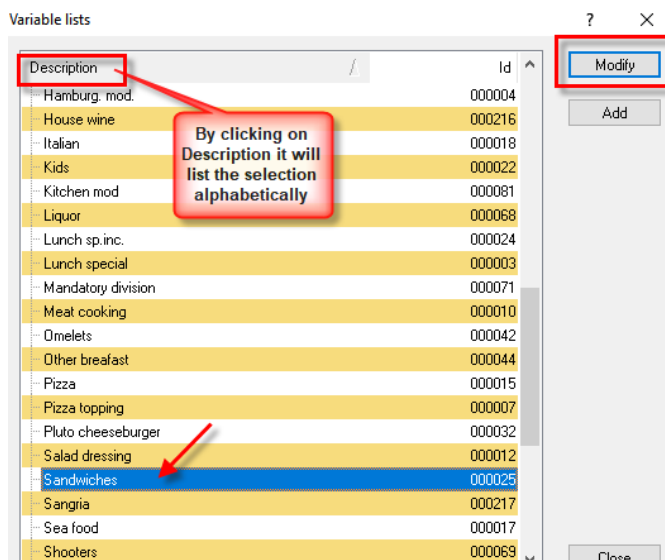 Variable lists ? ×
Description / Id
Modify
Hamburg. mod. 000004
House wine 000216
Add
Italian 000018
Kids 000022
Kitchen mod 000081
Liquor 000068
Lunch sp.inc. 000024
Lunch special 000003
Mandatory division 000071
Meat cooking 000010
Omelets 000042
Other breafast 000044
Pizza 000015
Pizza topping 000007
Pluto cheeseburger 000032
Salad dressing 000012
Sandwiches 000025
Sangria 000217
Sea food 000017
Shooters 000069
Close
By clicking on
Description it will
list the selection
alphabetically